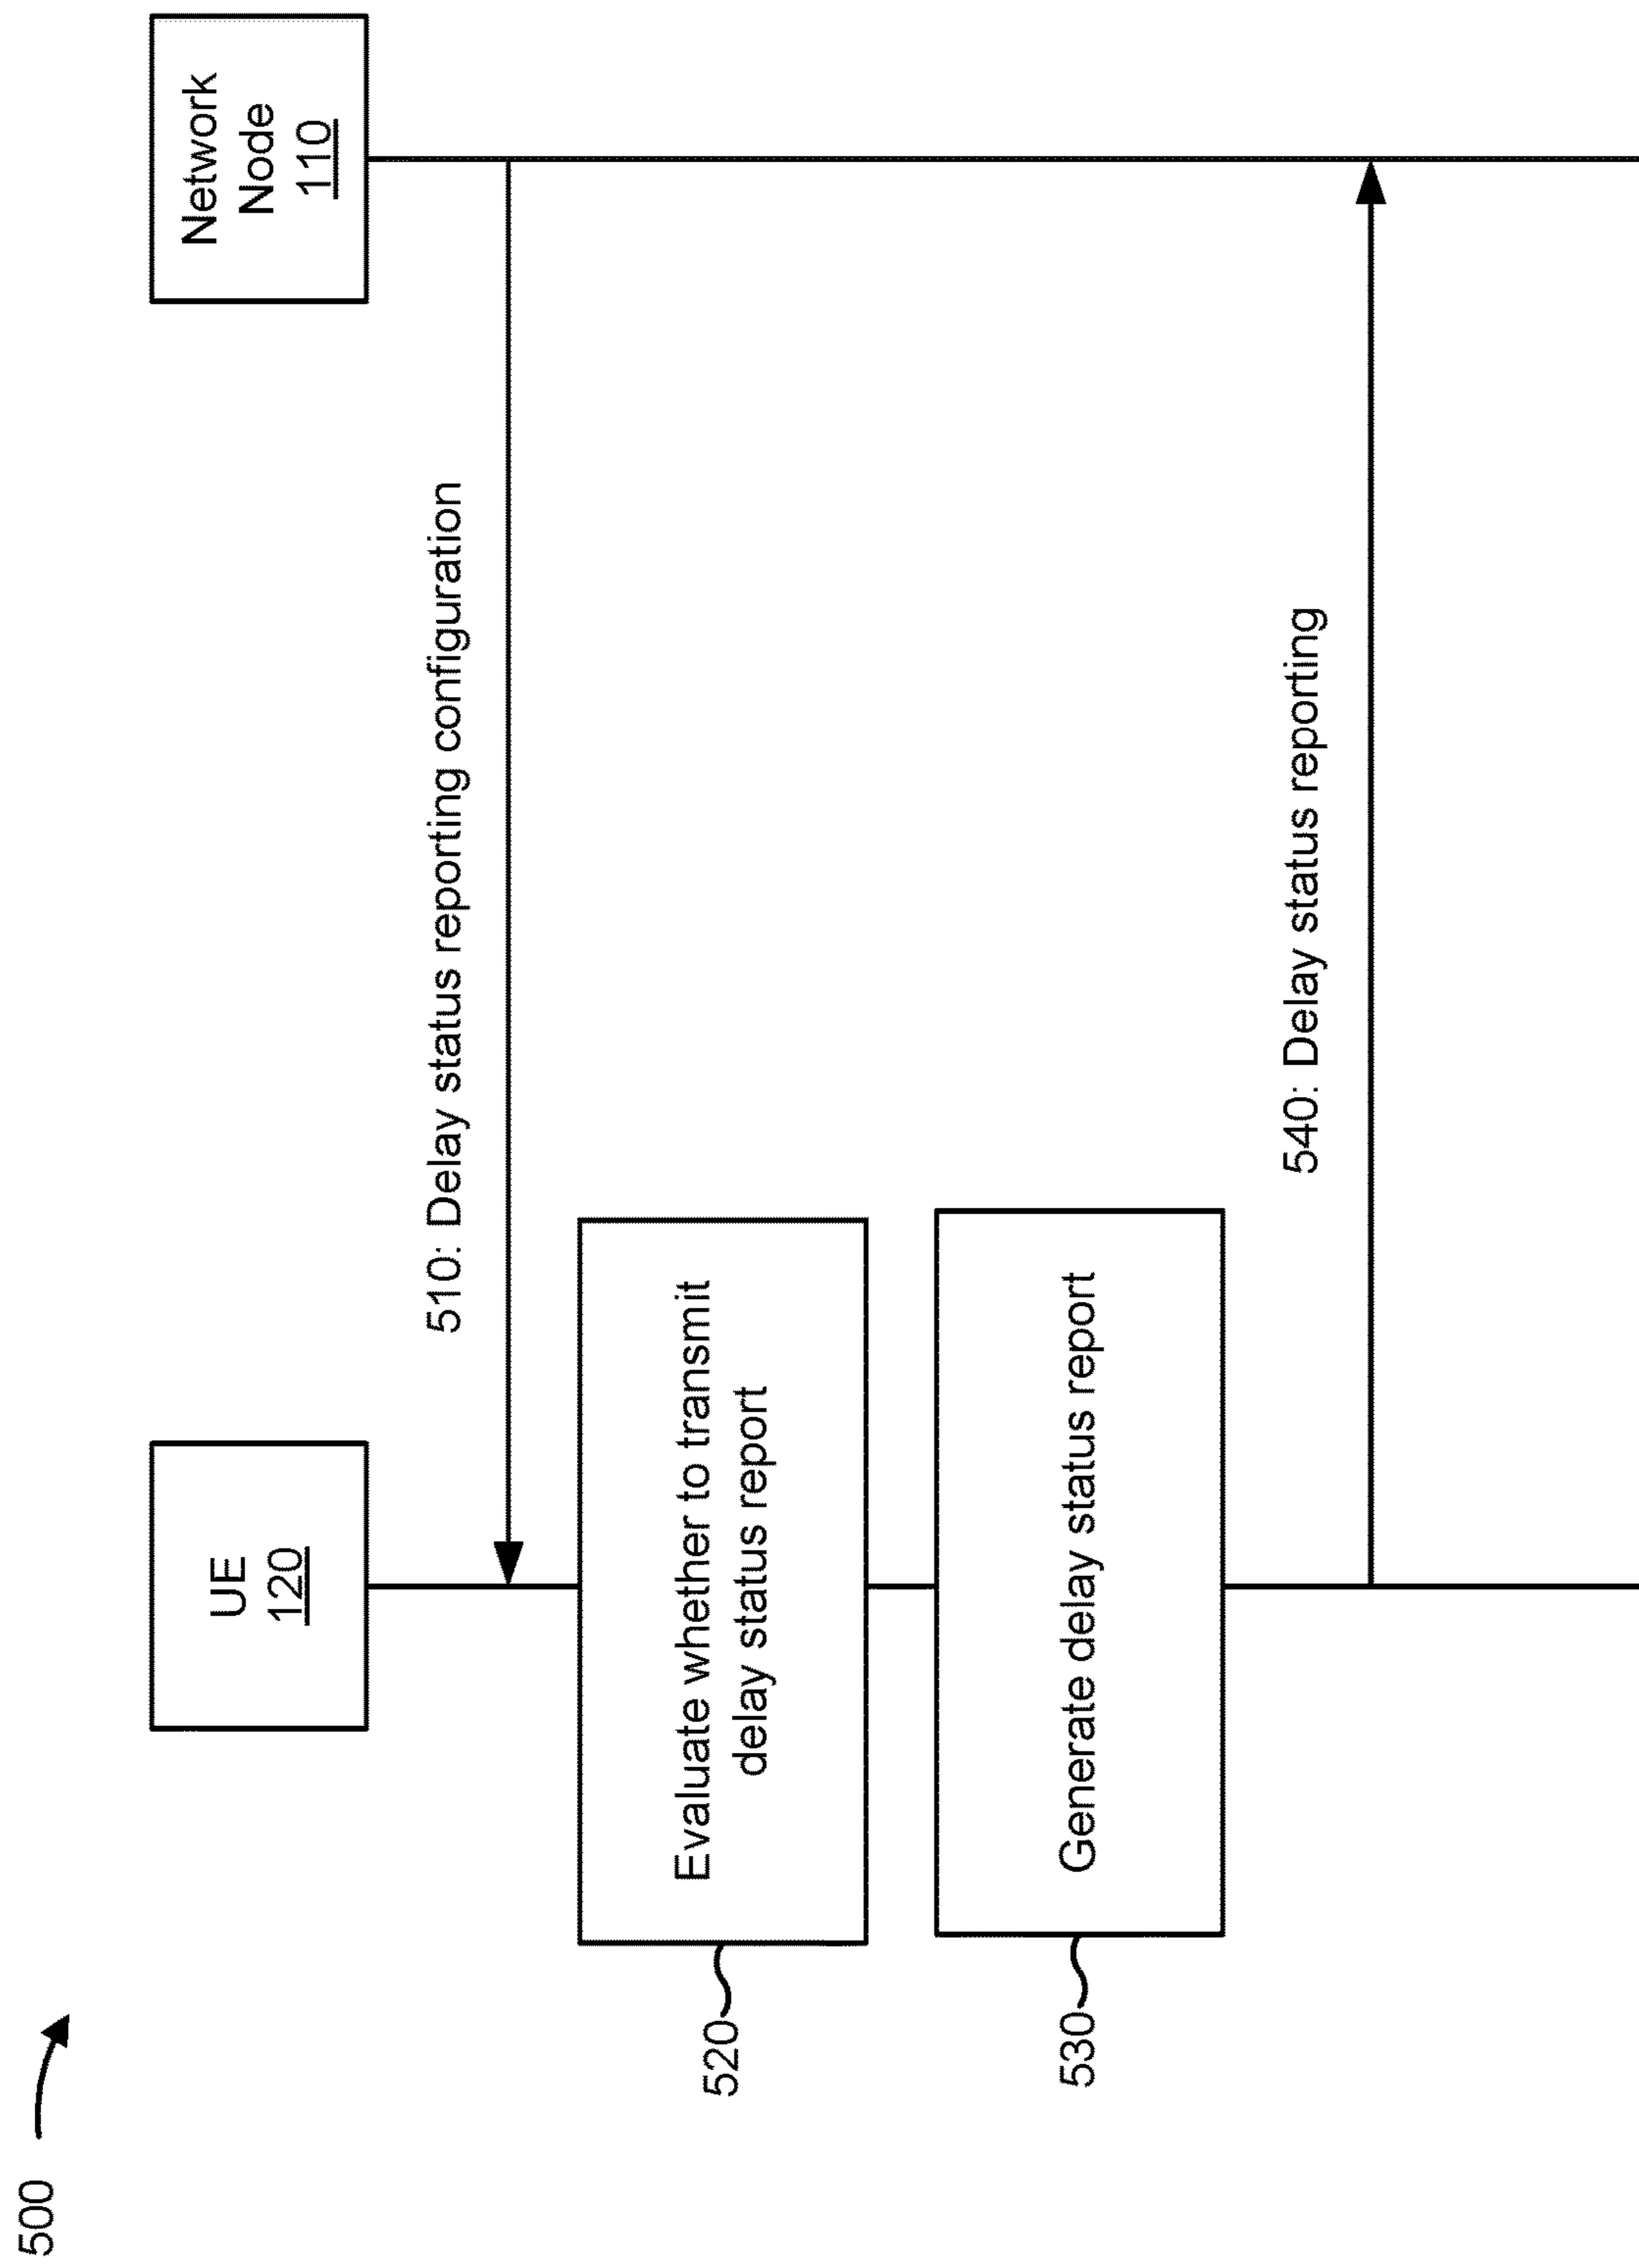 500
UE
120
Network
Node
110
510: Delay status reporting configuration
Evaluate whether to transmit
delay status report
520
Generate delay status report
530
540: Delay status reporting